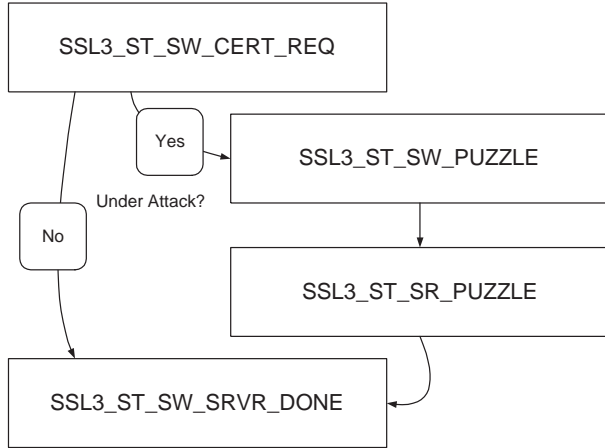 SSL3_ST_SW_CERT_REQ
Yes
SSL3_ST_SW_PUZZLE
Under Attack?
No
SSL3_ST_SR_PUZZLE
SSL3_ST_SW_SRVR_DONE